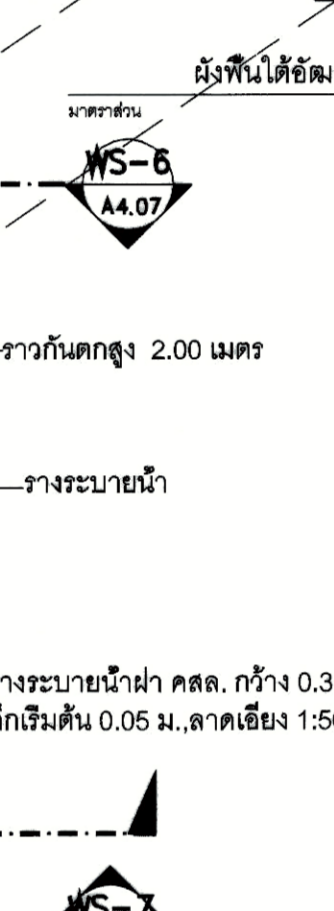 ผังพื้นใต้อัฒ
มาตราส่วน
WS-6
A4.07
ราวกันตกสูง 2.00 เมตร
รางระบายน้ำ
างระบายน้ำฝา คสล. กว้าง 0.3
ึกเริ่มต้น 0.05 ม.,ลาดเอียง 1:5
WS-7